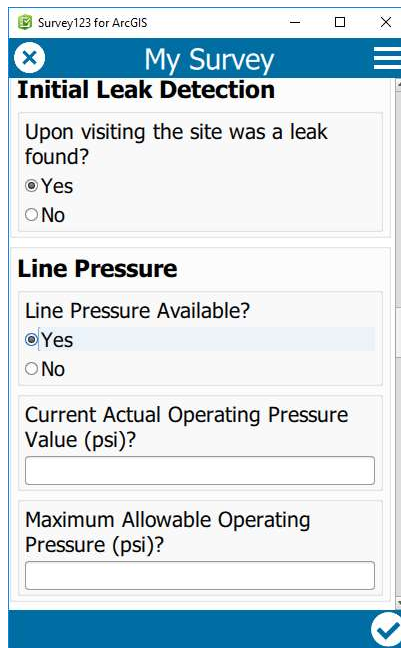 Survey123 for ArcGIS
My Survey
Initial Leak Detection
Upon visiting the site was a leak
found?
Yes
No
Line Pressure
Line Pressure Available?
Yes
No
Current Actual Operating Pressure
Value (psi)?
Maximum Allowable Operating
Pressure (psi)?